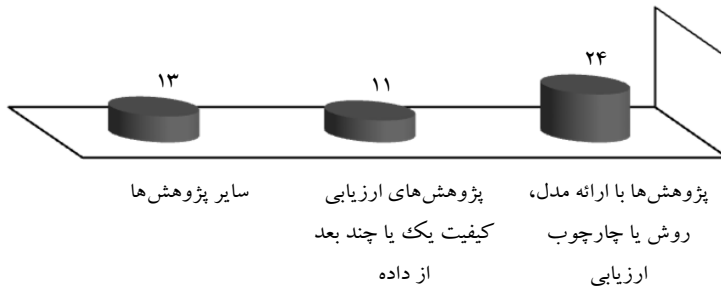 ۲۴
۱۱
۱۳
پژوهش‌ها با ارائه مدل،
روش یا چارچوب
ارزیابی
پژوهش‌های ارزیابی
کیفیت یک یا چند بعد
از داده
سایر پژوهش‌ها